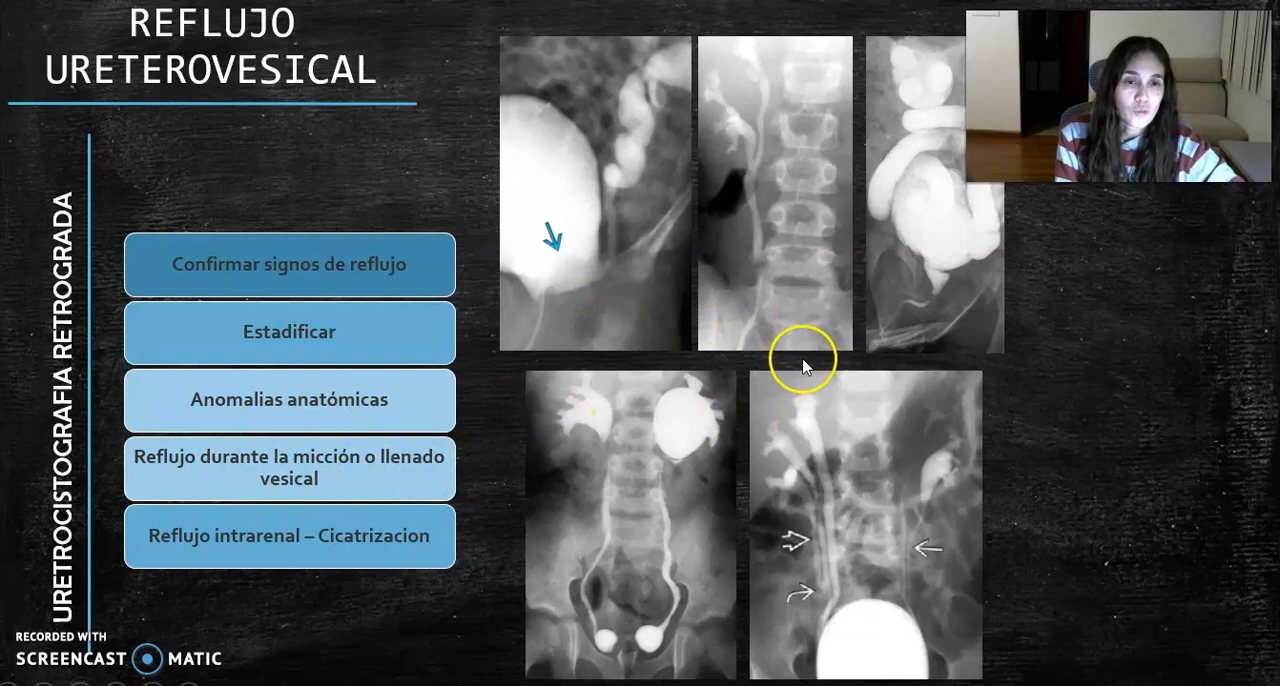 REFLUJO
URETEROVESICAL
URETROCISTOGRAFIA RETROGRADA
Confirmar signos de reflujo
Estadificar
Anomalias anatómicas
Reflujo durante la micción o llenado
vesical
Reflujo intrarenal – Cicatrizacion
RECORDED WITH
SCREENCAST MATIC